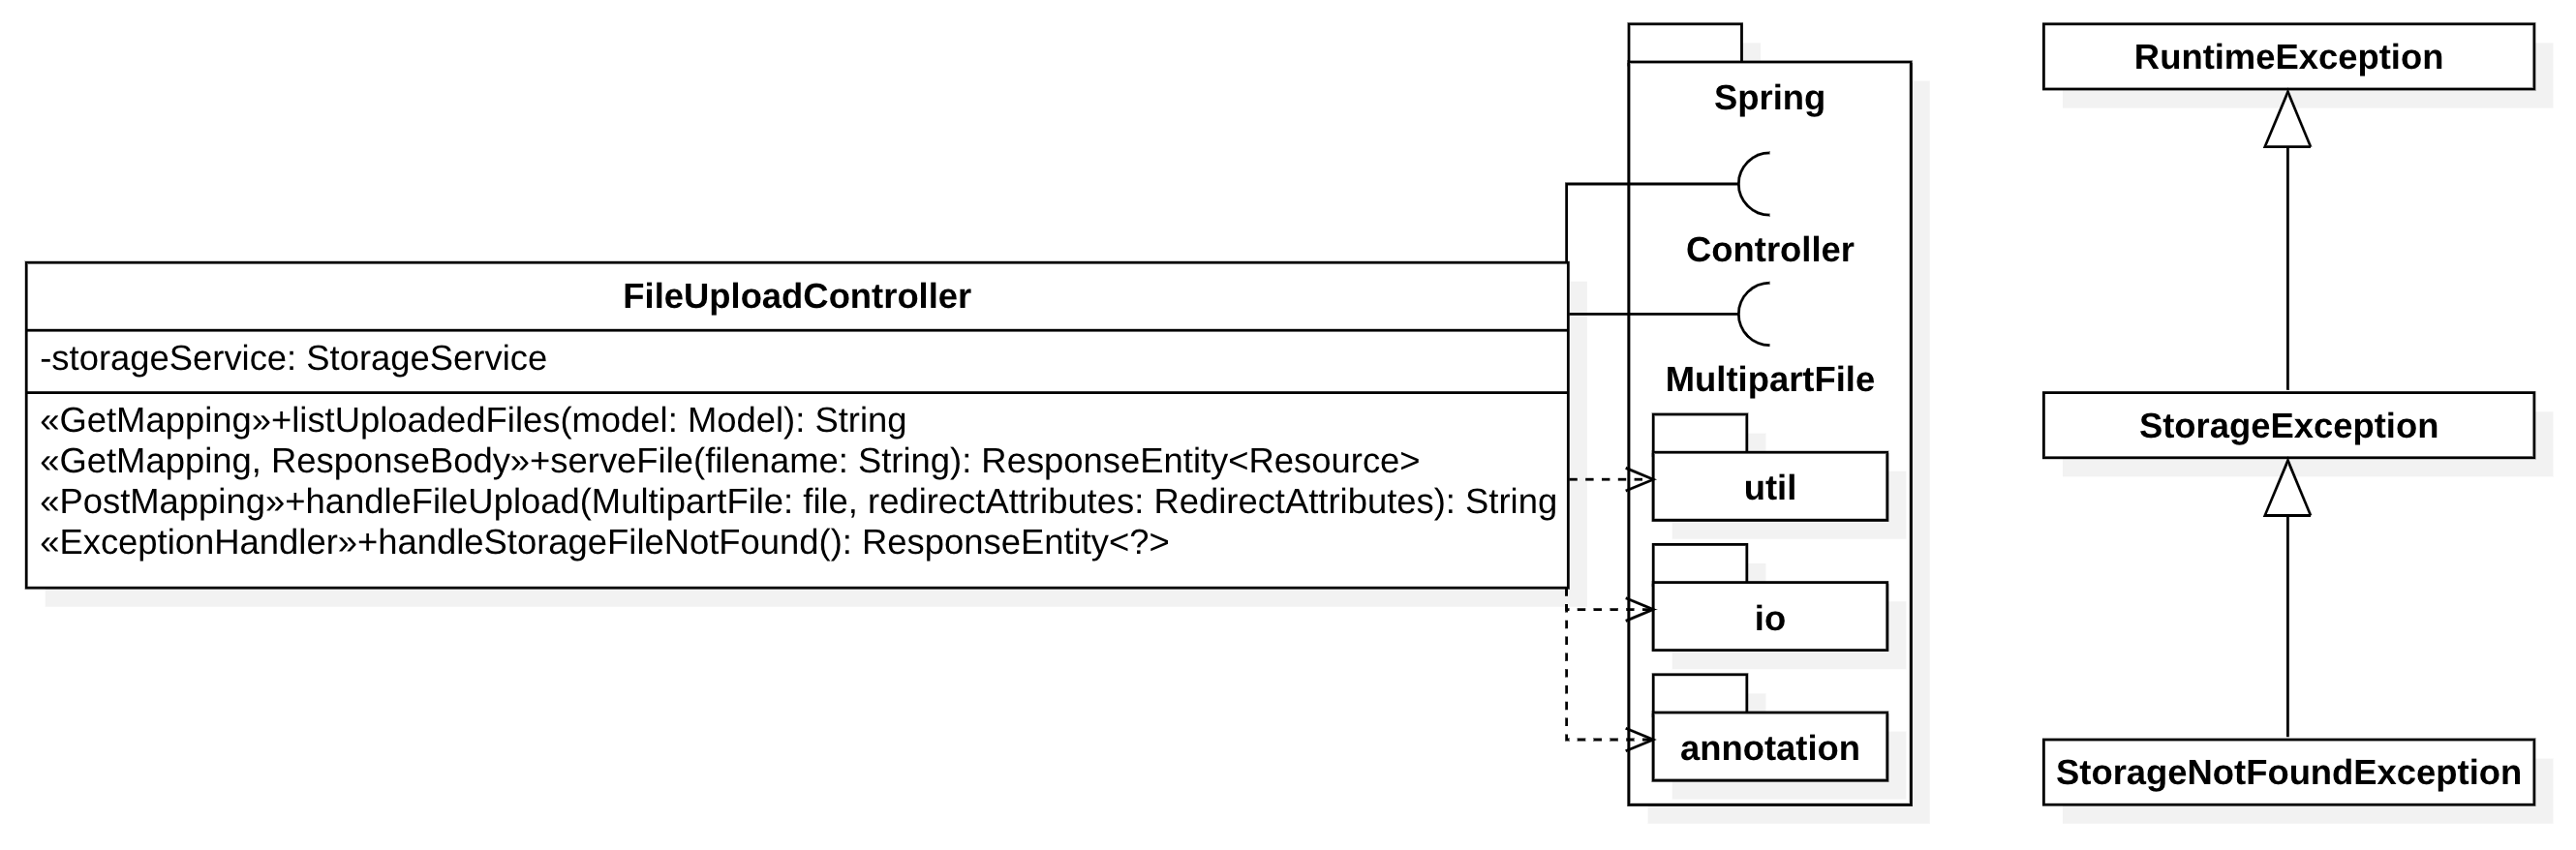 FileUploadController
-storageService: StorageService
«GetMapping»+listUploadedFiles(model: Model): String
«GetMapping, ResponseBody»+serveFile(filename: String): ResponseEntity<Resource>
«PostMapping»+handleFileUpload(MultipartFile: file, redirectAttributes: RedirectAttributes): String
«ExceptionHandler»+handleStorageFileNotFound(): ResponseEntity<?>
Spring
Controller
MultipartFile
util
io
annotation
RuntimeException
StorageException
StorageNotFoundException